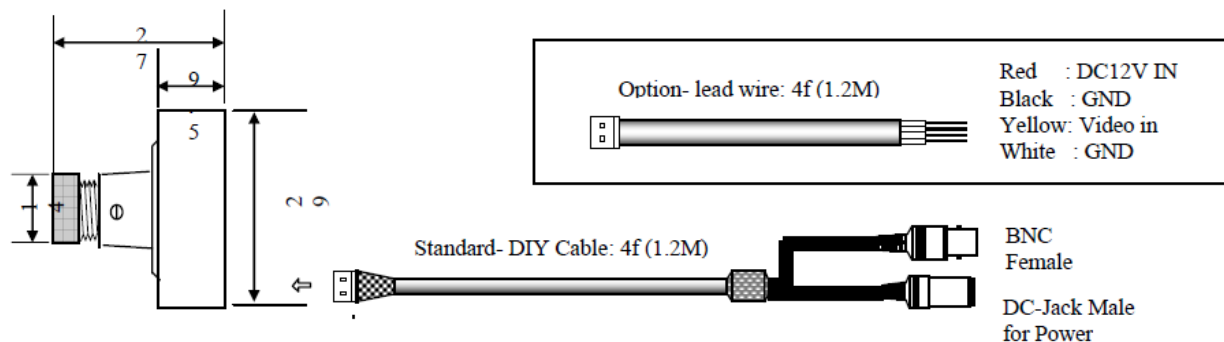 2
7
9
5
1
4
2
9
Option- lead wire: 4f (1.2M)
Red : DC12V IN
Black : GND
Yellow: Video in
White : GND
Standard- DIY Cable: 4f (1.2M)
BNC
Female
DC-Jack Male
for Power